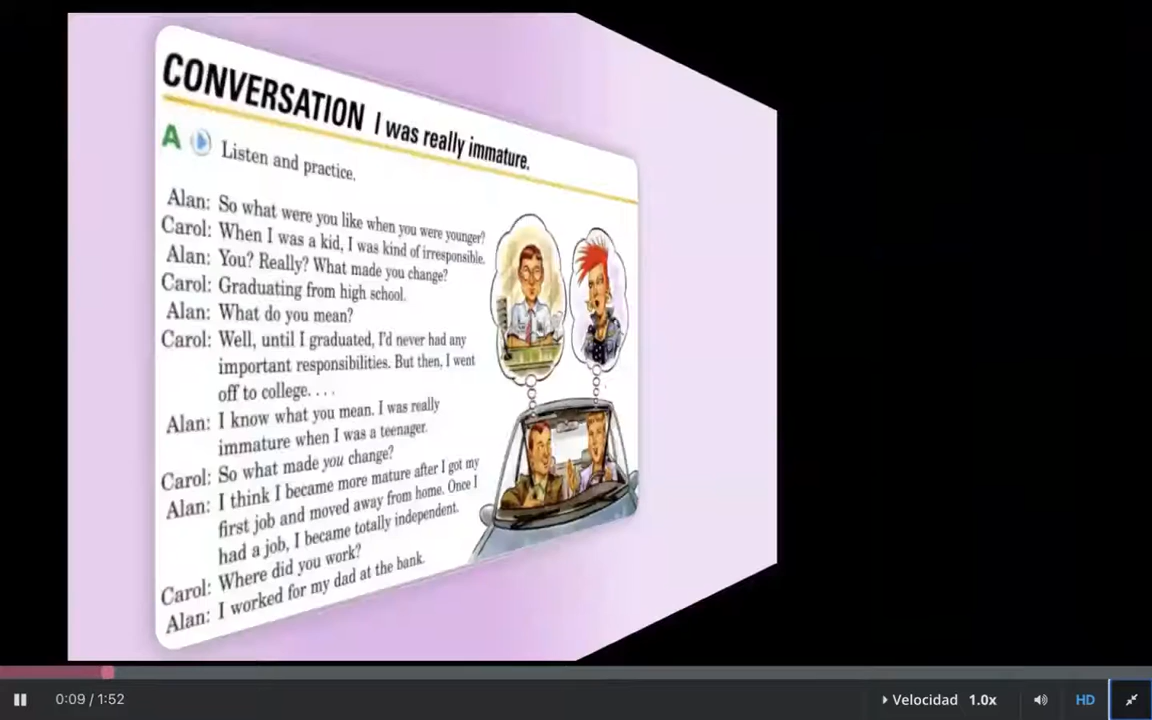 CONVERSATION I was really immature.
A Listen and practice.
Alan: So what were you like when you were younger?
Carol: When I was a kid, I was kind of irresponsible.
Alan: You? Really? What made you change?
Carol: Graduating from high school.
Alan: What do you mean?
Carol: Well, until I graduated, I'd never had any
important responsibilities. But then, I went
off to college. . . .
Alan: I know what you mean. I was really
immature when I was a teenager.
Carol: So what made you change?
Alan: I think I became more mature after I got my
first job and moved away from home. Once I
had a job, I became totally independent.
Carol: Where did you work?
Alan: I worked for my dad at the bank.
0:09 / 1:52
Velocidad 1.0x
HD